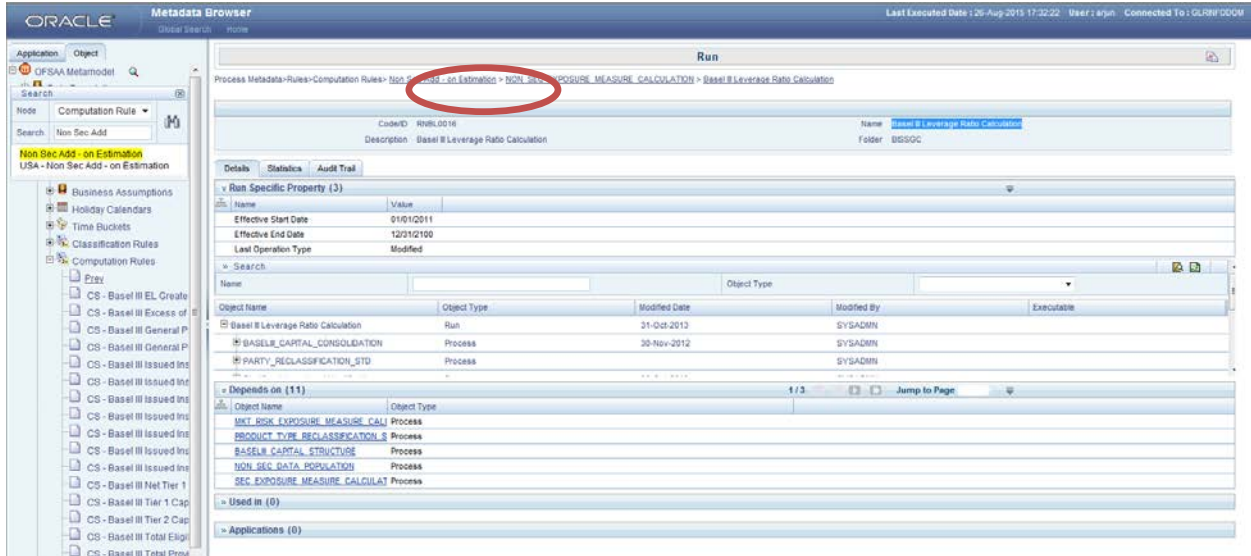 ORACLE
Metadata Browser
Global Search Home
Last Executed Date : 26-Aug-2015 17:32:22 User : arjun Connected To : GLRINFODOM
Application Object
OFSAA Metamodel
Search
Node Computation Rule
Search Non Sec Add
Non Sec Add - on Estimation
USA - Non Sec Add - on Estimation
Business Assumptions
Holiday Calendars
Time Buckets
Classification Rules
Computation Rules
Prev
CS - Basel III EL Create
CS - Basel III Excess of
CS - Basel III General P
CS - Basel III General P
CS - Basel III Issued Ins
CS - Basel III Issued Ins
CS - Basel III Issued Ins
CS - Basel III Issued Ins
CS - Basel III Issued Ins
CS - Basel III Issued Ins
CS - Basel III Issued Ins
CS - Basel III Net Tier 1
CS - Basel III Tier 1 Cap
CS - Basel III Tier 2 Cap
CS - Basel III Total Eligi
CS - Basel III Total Provi
Run
Process Metadata>Rules>Computation Rules> Non Sec Add - on Estimation > NON_SEC_EXPOSURE_MEASURE_CALCULATION > Basel III Leverage Ratio Calculation
Code/ID RNBL0016
Name Basel III Leverage Ratio Calculation
Description Basel III Leverage Ratio Calculation
Folder BISSGC
Details Statistics Audit Trail
Run Specific Property (3)
Name Value
Effective Start Date 01/01/2011
Effective End Date 12/31/2100
Last Operation Type Modified
Search
Name Object Type
Object Name Object Type Modified Date Modified By Executable
Basel III Leverage Ratio Calculation Run 31-Oct-2013 SYSADMN
BASELIII_CAPITAL_CONSOLIDATION Process 30-Nov-2012 SYSADMN
PARTY_RECLASSIFICATION_STD Process SYSADMN
Depends on (11) 1/3 Jump to Page
Object Name Object Type
MKT_RISK_EXPOSURE_MEASURE_CALI Process
PRODUCT_TYPE_RECLASSIFICATION_S Process
BASELIII_CAPITAL_STRUCTURE Process
NON_SEC_DATA_POPULATION Process
SEC_EXPOSURE_MEASURE_CALCULAT Process
Used in (0)
Applications (0)